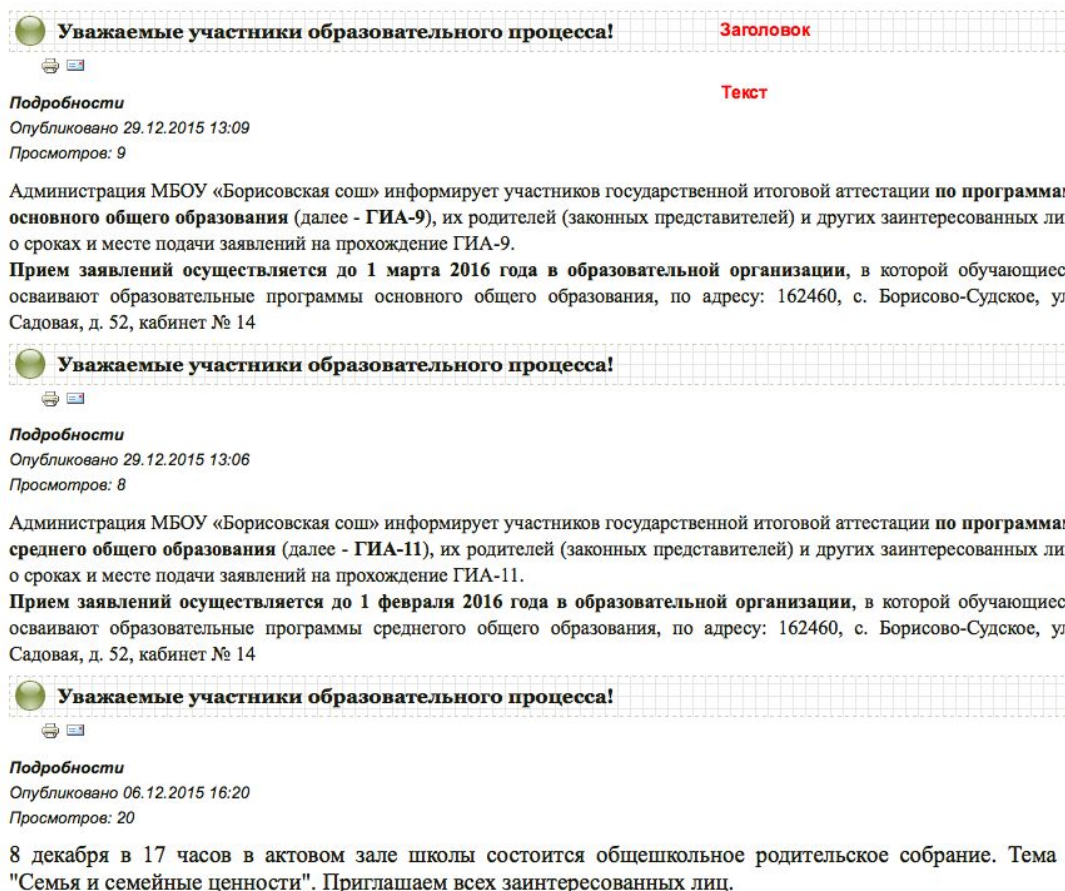 Уважаемые участники образовательного процесса!
Заголовок
Текст
Подробности
Опубликовано 29.12.2015 13:09
Просмотров: 9
Администрация МБОУ «Борисовская сош» информирует участников государственной итоговой аттестации по программам
основного общего образования (далее - ГИА-9), их родителей (законных представителей) и других заинтересованных ли
о сроках и месте подачи заявлений на прохождение ГИА-9.
Прием заявлений осуществляется до 1 марта 2016 года в образовательной организации, в которой обучающиес
осваивают образовательные программы основного общего образования, по адресу: 162460, с. Борисово-Судское, ул
Садовая, д. 52, кабинет № 14
Уважаемые участники образовательного процесса!
Подробности
Опубликовано 29.12.2015 13:06
Просмотров: 8
Администрация МБОУ «Борисовская сош» информирует участников государственной итоговой аттестации по программам
среднего общего образования (далее - ГИА-11), их родителей (законных представителей) и других заинтересованных ли
о сроках и месте подачи заявлений на прохождение ГИА-11.
Прием заявлений осуществляется до 1 февраля 2016 года в образовательной организации, в которой обучающиес
осваивают образовательные программы среднегого общего образования, по адресу: 162460, с. Борисово-Судское, ул
Садовая, д. 52, кабинет № 14
Уважаемые участники образовательного процесса!
Подробности
Опубликовано 06.12.2015 16:20
Просмотров: 20
8 декабря в 17 часов в актовом зале школы состоится общешкольное родительское собрание. Тема
"Семья и семейные ценности". Приглашаем всех заинтересованных лиц.